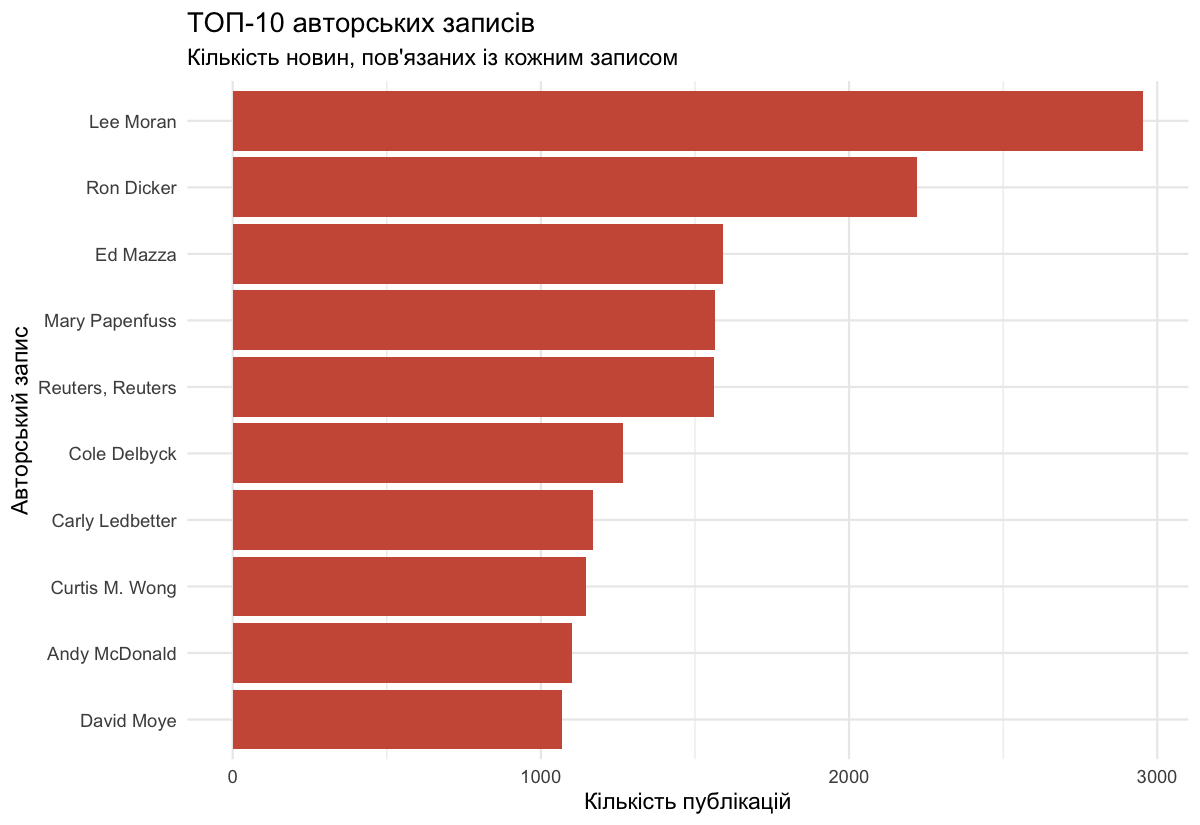 ТОП-10 авторських записів
Кількість новин, пов'язаних із кожним записом
Авторський запис
Lee Moran
Ron Dicker
Ed Mazza
Mary Papenfuss
Reuters, Reuters
Cole Delbyck
Carly Ledbetter
Curtis M. Wong
Andy McDonald
David Moye
0 1000 2000 3000
Кількість публікацій